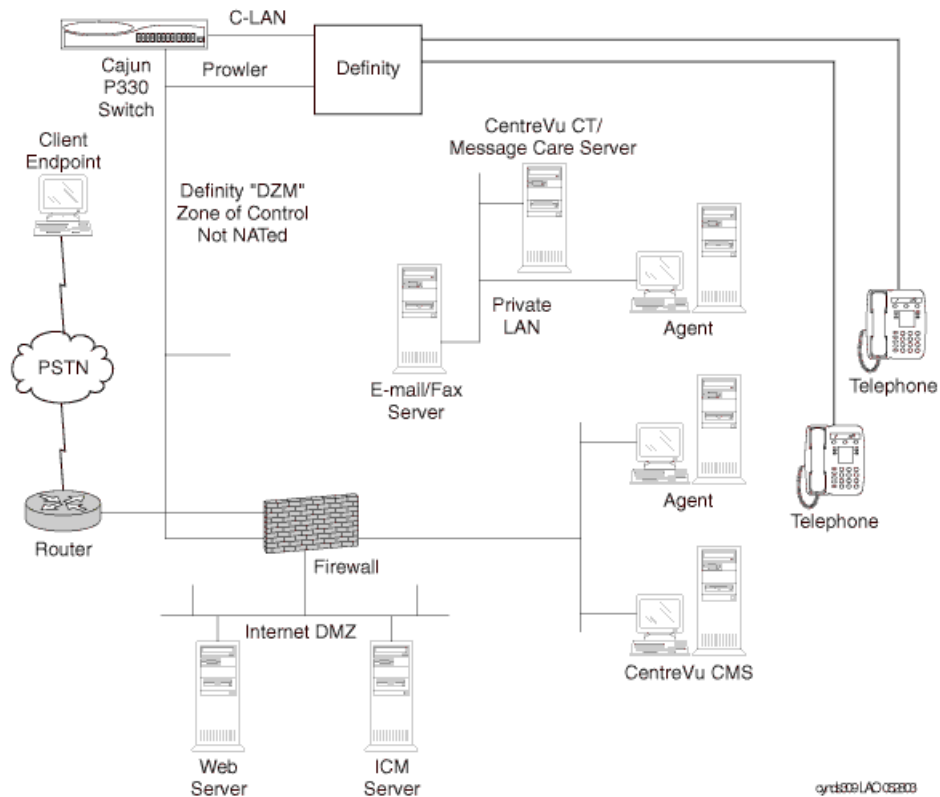 C-LAN
Cajun
P330
Switch
Prowler
Definity
Client
Endpoint
CentreVu CT/
Message Care Server
Definity "DZM"
Zone of Control
Not NATed
Private
LAN
Agent
PSTN
E-mail/Fax
Server
Telephone
Agent
Telephone
Router
Firewall
Internet DMZ
CentreVu CMS
Web
Server
ICM
Server